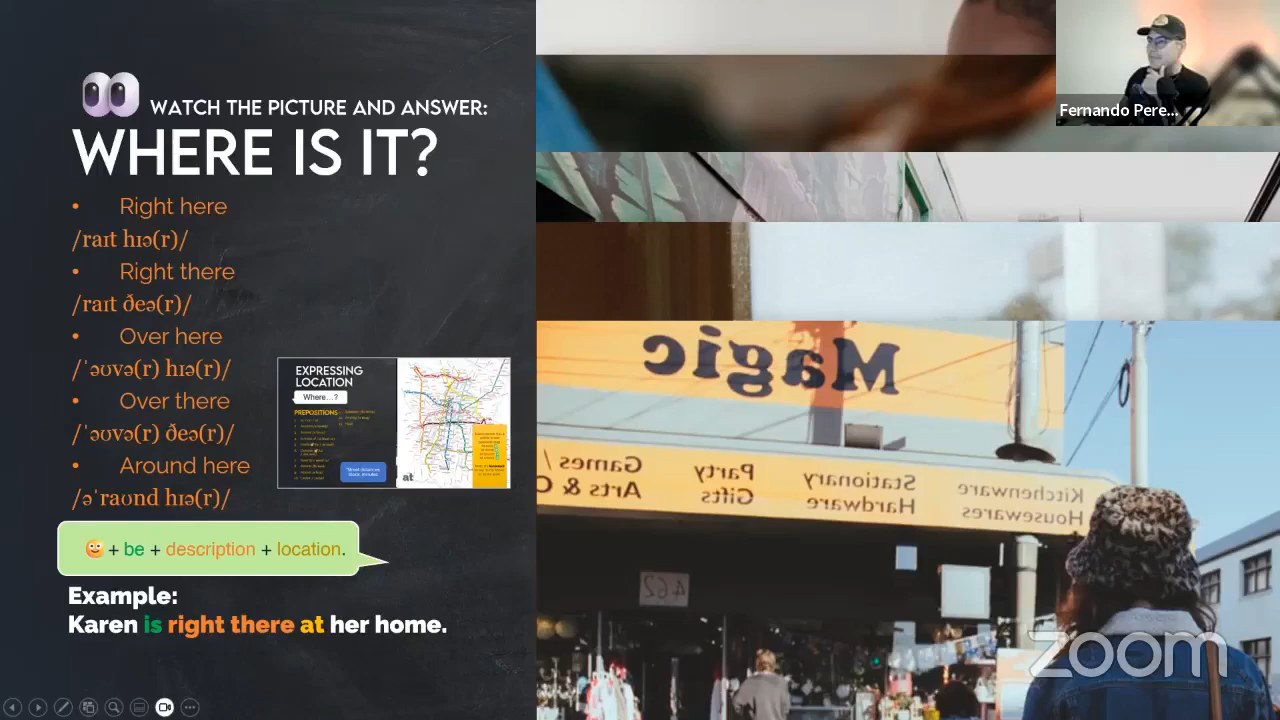 WATCH THE PICTURE AND ANSWER:
WHERE IS IT?
• Right here
/raɪt hɪə(r)/
• Right there
/raɪt ðeə(r)/
• Over here
/ˈəʊvə(r) hɪə(r)/
• Over there
/ˈəʊvə(r) ðeə(r)/
• Around here
/əˈraʊnd hɪə(r)/
EXPRESSING
LOCATION
Where...?
PREPOSITIONS
at
+ be + description + location.
Example:
Karen is right there at her home.
Fernando Pere...
Magic
Kitchenware
Housewares
Stationary
Hardware
Party
Gifts
Games /
Arts & C
462
zoom